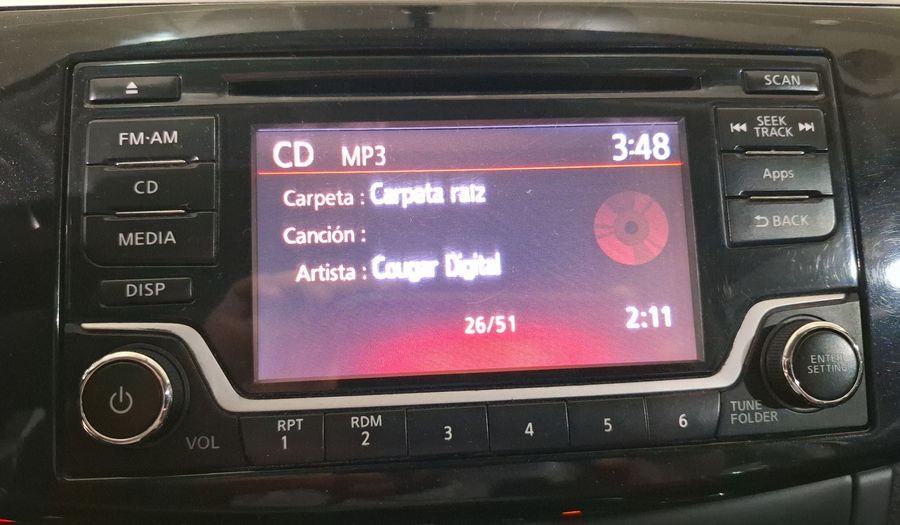 SCAN
FM·AM
CD
MEDIA
DISP
CD MP3 3:48
Carpeta : Carpeta raíz
Canción :
Artista : Cougar Digital
26/51 2:11
SEEK
TRACK
Apps
BACK
VOL
RPT
1
RDM
2
3
4
5
6
TUNE
FOLDER
ENTER
SETTING